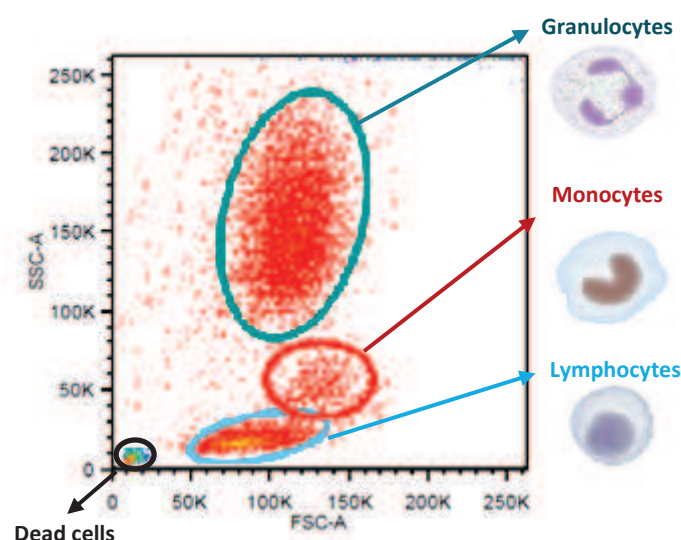 Granulocytes
250K
200K
Monocytes
SSC-A
150K
100K
Lymphocytes
50K
0
0 50K 100K 150K 200K 250K
FSC-A
Dead cells